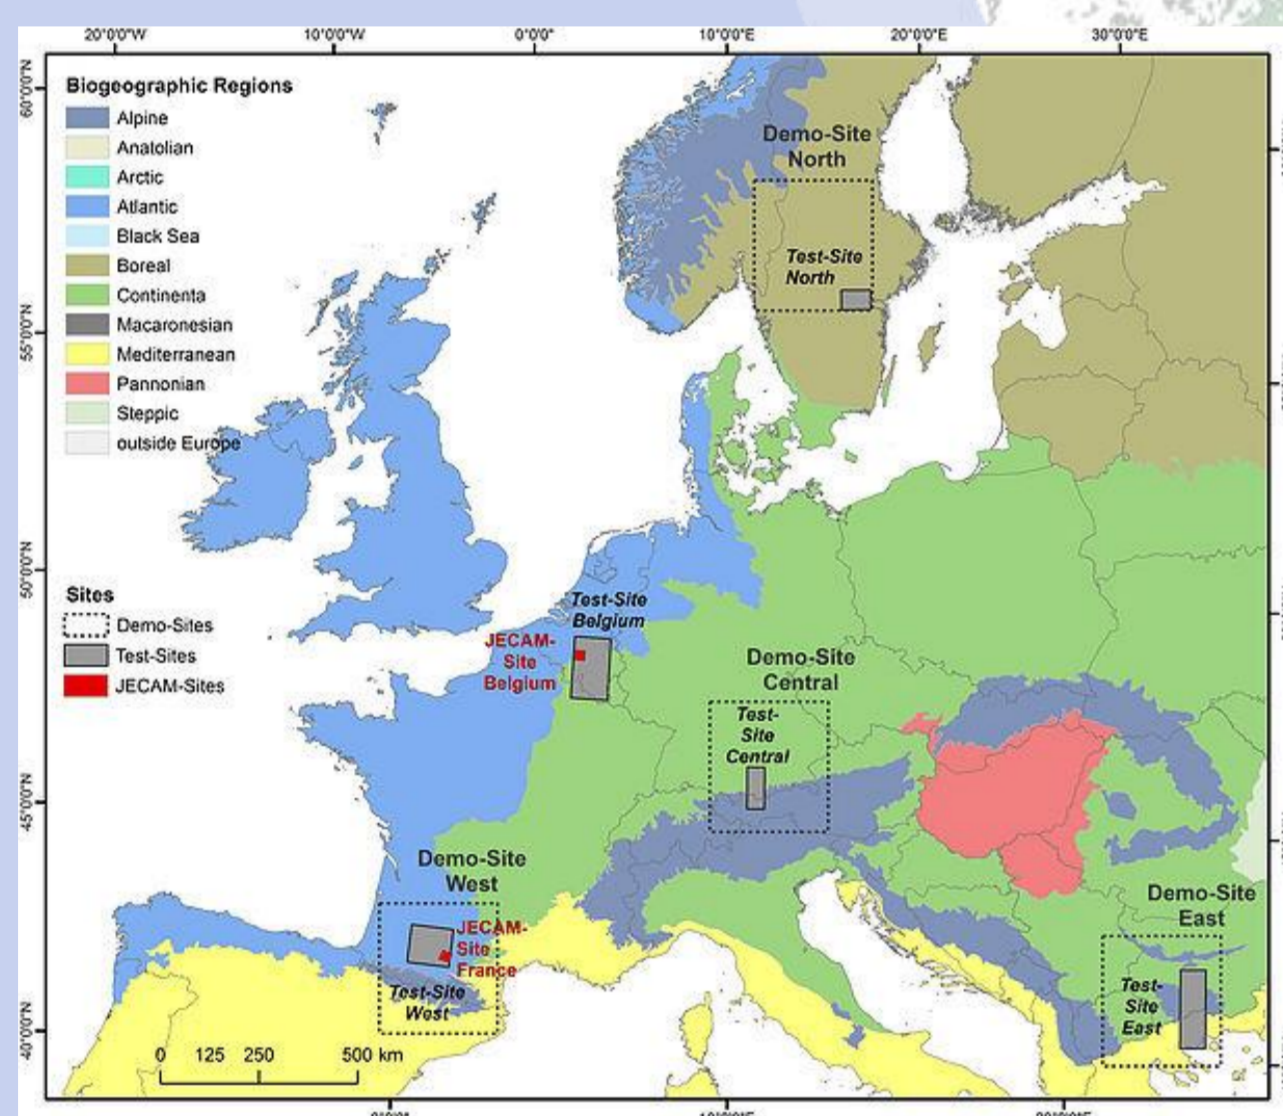 20°0'0"W 10°0'0"W 0°0'0" 10°0'0"E 20°0'0"E 30°0'0"E
60°0'0"N
55°0'0"N
50°0'0"N
45°0'0"N
40°0'0"N
Biogeographic Regions
Alpine
Anatolian
Arctic
Atlantic
Black Sea
Boreal
Continenta
Macaronesian
Mediterranean
Pannonian
Steppic
outside Europe
Sites
Demo-Sites
Test-Sites
JECAM-Sites
Demo-Site
North
Test-Site
North
Test-Site
Belgium
JECAM-
Site
Belgium
Demo-Site
Central
Test-
Site
Central
Demo-Site
West
JECAM-
Site
France
Test-Site
West
Demo-Site
East
Test-
Site
East
0 125 250 500 km